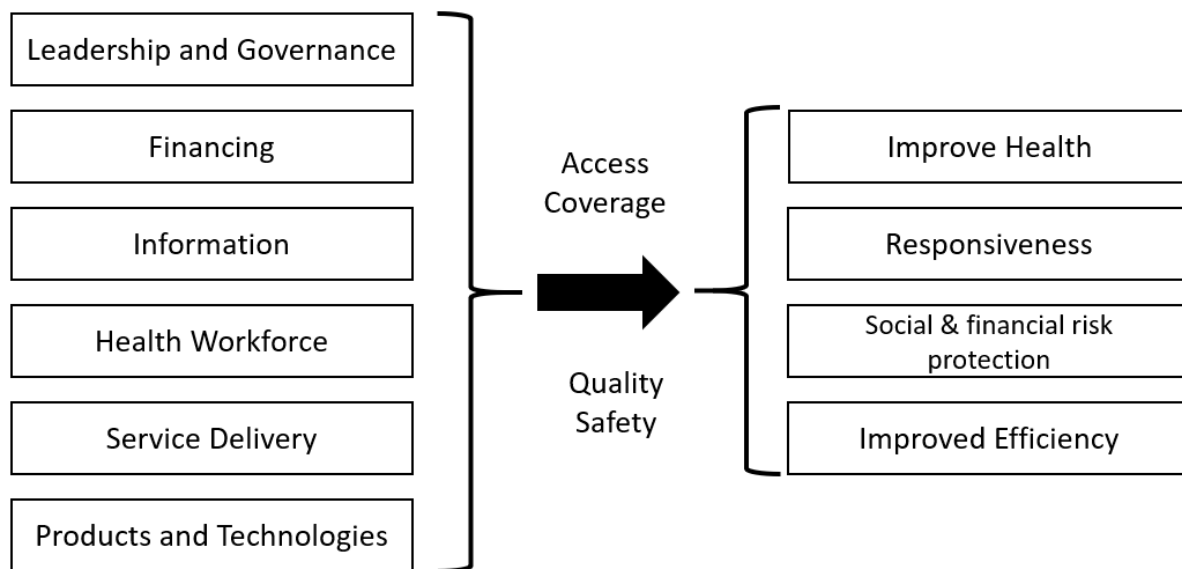 Leadership and Governance
Financing
Information
Health Workforce
Service Delivery
Products and Technologies
Access
Coverage
Quality
Safety
Improve Health
Responsiveness
Social & financial risk
protection
Improved Efficiency